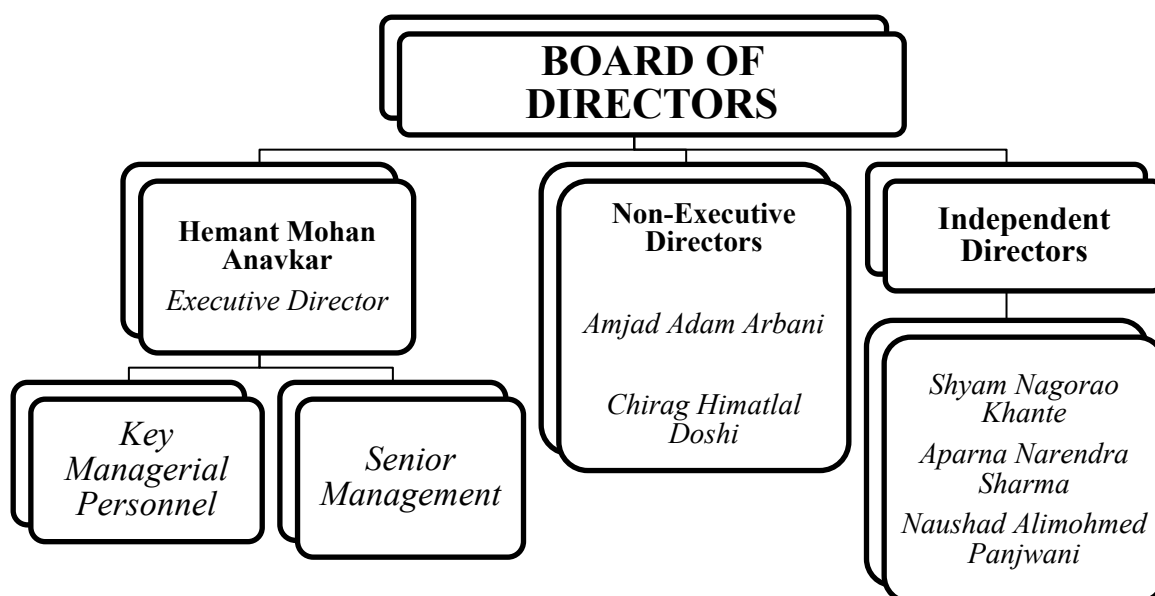 BOARD OF
DIRECTORS
Hemant Mohan
Anavkar
Executive Director
Key
Managerial
Personnel
Senior
Management
Non-Executive
Directors
Amjad Adam Arbani
Chirag Himatlal
Doshi
Independent
Directors
Shyam Nagorao
Khante
Aparna Narendra
Sharma
Naushad Alimohmed
Panjwani